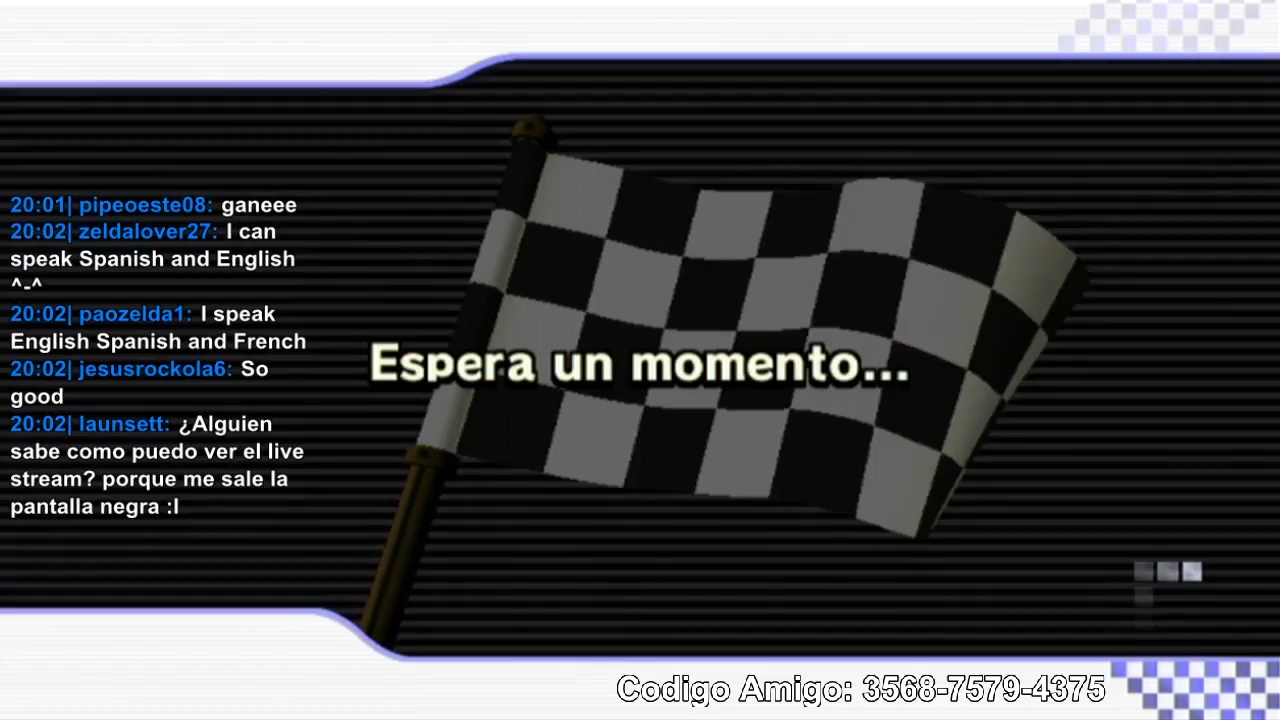 20:01| pipeoeste08: ganeee
20:02| zeldalover27: I can
speak Spanish and English
^-^
20:02| paozelda1: I speak
English Spanish and French
20:02| jesusrockola6: So
good
20:02| launsett: ¿Alguien
sabe como puedo ver el live
stream? porque me sale la
pantalla negra :l
Espera un momento...
Codigo Amigo: 3568-7579-4375